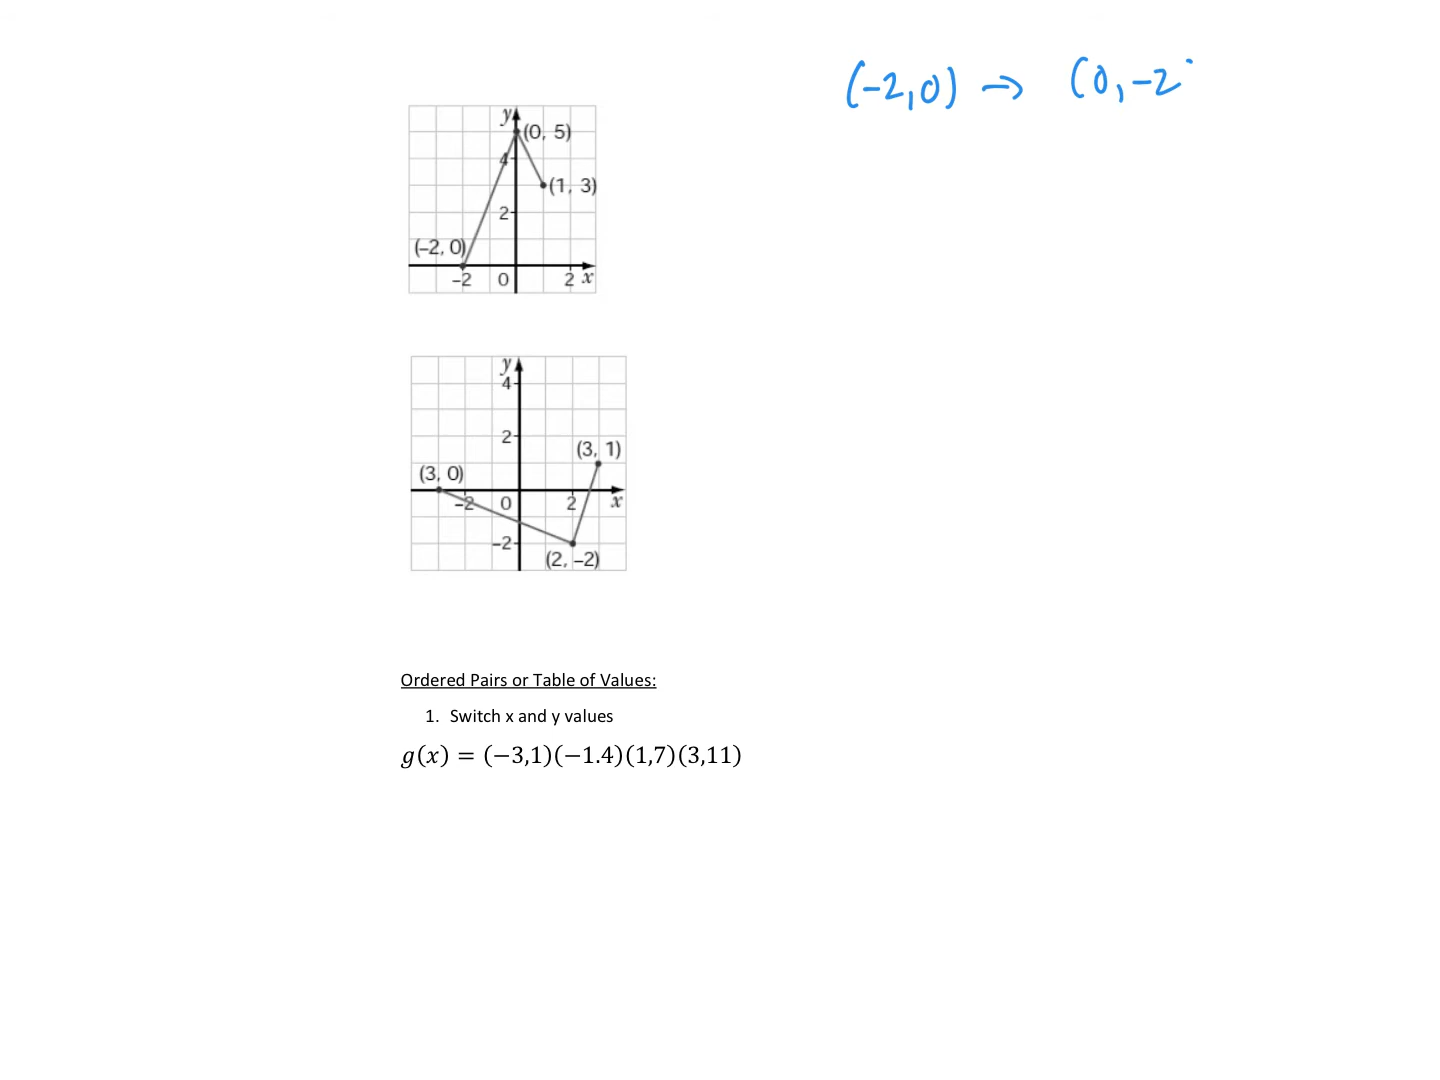 (-2,0) → (0,-2
y
(0, 5)
4
(1, 3)
2
(–2, 0)
–2 0 2 x
y
4
2
(3, 1)
(3, 0)
–2 0 2 x
–2
(2, –2)
Ordered Pairs or Table of Values:
1. Switch x and y values
g(x) = (−3,1)(−1.4)(1,7)(3,11)